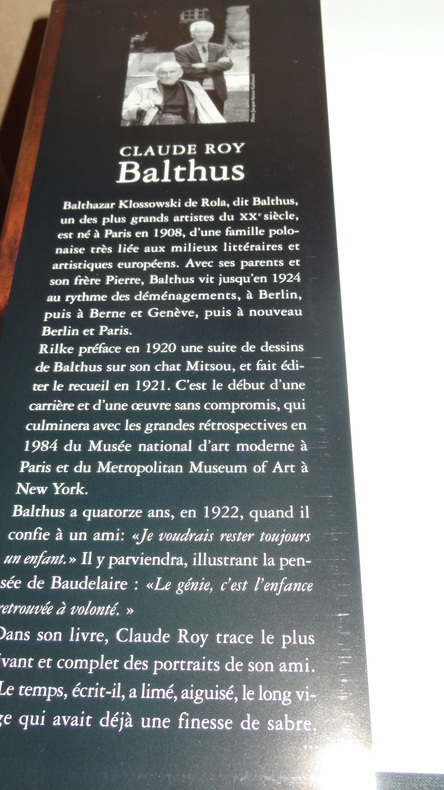 CLAUDE ROY
Balthus
Balthazar Klossowski de Rola, dit Balthus,
un des plus grands artistes du XXe siècle,
est né à Paris en 1908, d'une famille polo-
naise très liée aux milieux littéraires et
artistiques européens. Avec ses parents et
son frère Pierre, Balthus vit jusqu'en 1924
au rythme des déménagements, à Berlin,
puis à Berne et Genève, puis à nouveau
Berlin et Paris.
Rilke préface en 1920 une suite de dessins
de Balthus sur son chat Mitsou, et fait édi-
ter le recueil en 1921. C'est le début d'une
carrière et d'une œuvre sans compromis, qui
culminera avec les grandes rétrospectives en
1984 du Musée national d'art moderne à
Paris et du Metropolitan Museum of Art à
New York.
Balthus a quatorze ans, en 1922, quand il
confie à un ami: «Je voudrais rester toujours
un enfant.» Il y parviendra, illustrant la pen-
sée de Baudelaire : «Le génie, c'est l'enfance
retrouvée à volonté. »
Dans son livre, Claude Roy trace le plus
vant et complet des portraits de son ami.
Le temps, écrit-il, a limé, aiguisé, le long vi-
ge qui avait déjà une finesse de sabre.